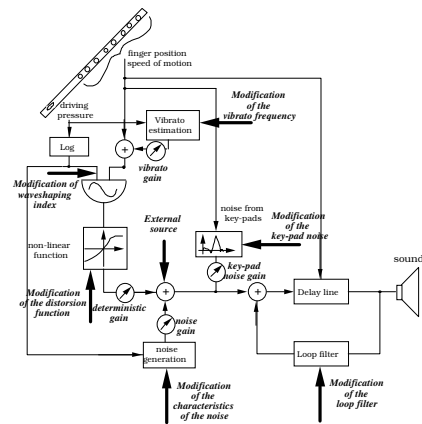 finger position
speed of motion
driving
pressure
Modification
of the
vibrato frequency
Vibrato
estimation
Log
+
vibrato
gain
Modification of
waveshaping
index
External
source
noise from
key-pads
Modification
of the
key-pad noise
non-linear
function
key-pad
noise gain
sound
Modification
of the distorsion
function
deterministic
gain
+
+
Delay line
noise
gain
noise
generation
Loop filter
Modification
of the
characteristics
of the noise
Modification
of the
loop filter